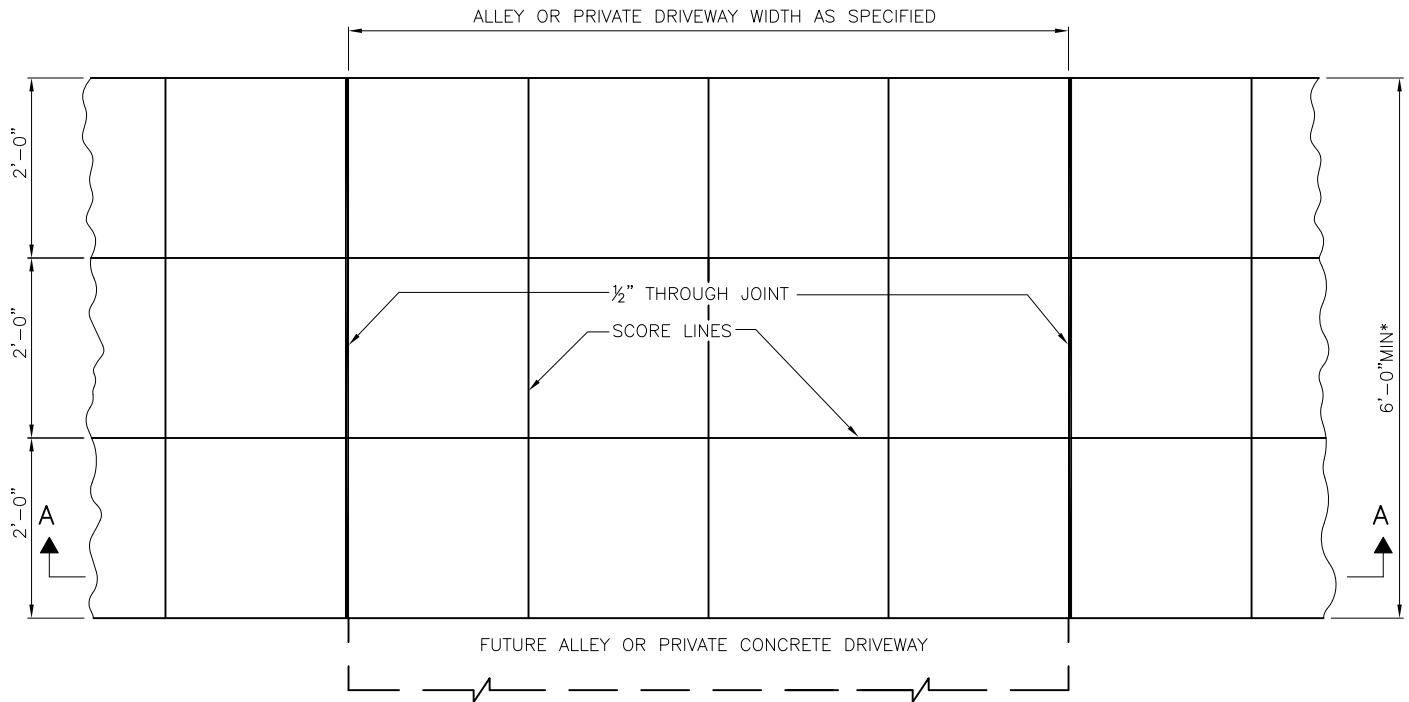 ALLEY OR PRIVATE DRIVEWAY WIDTH AS SPECIFIED
2'-0"
2'-0"
2'-0"
½" THROUGH JOINT
SCORE LINES
6'-0"MIN*
A
A
FUTURE ALLEY OR PRIVATE CONCRETE DRIVEWAY